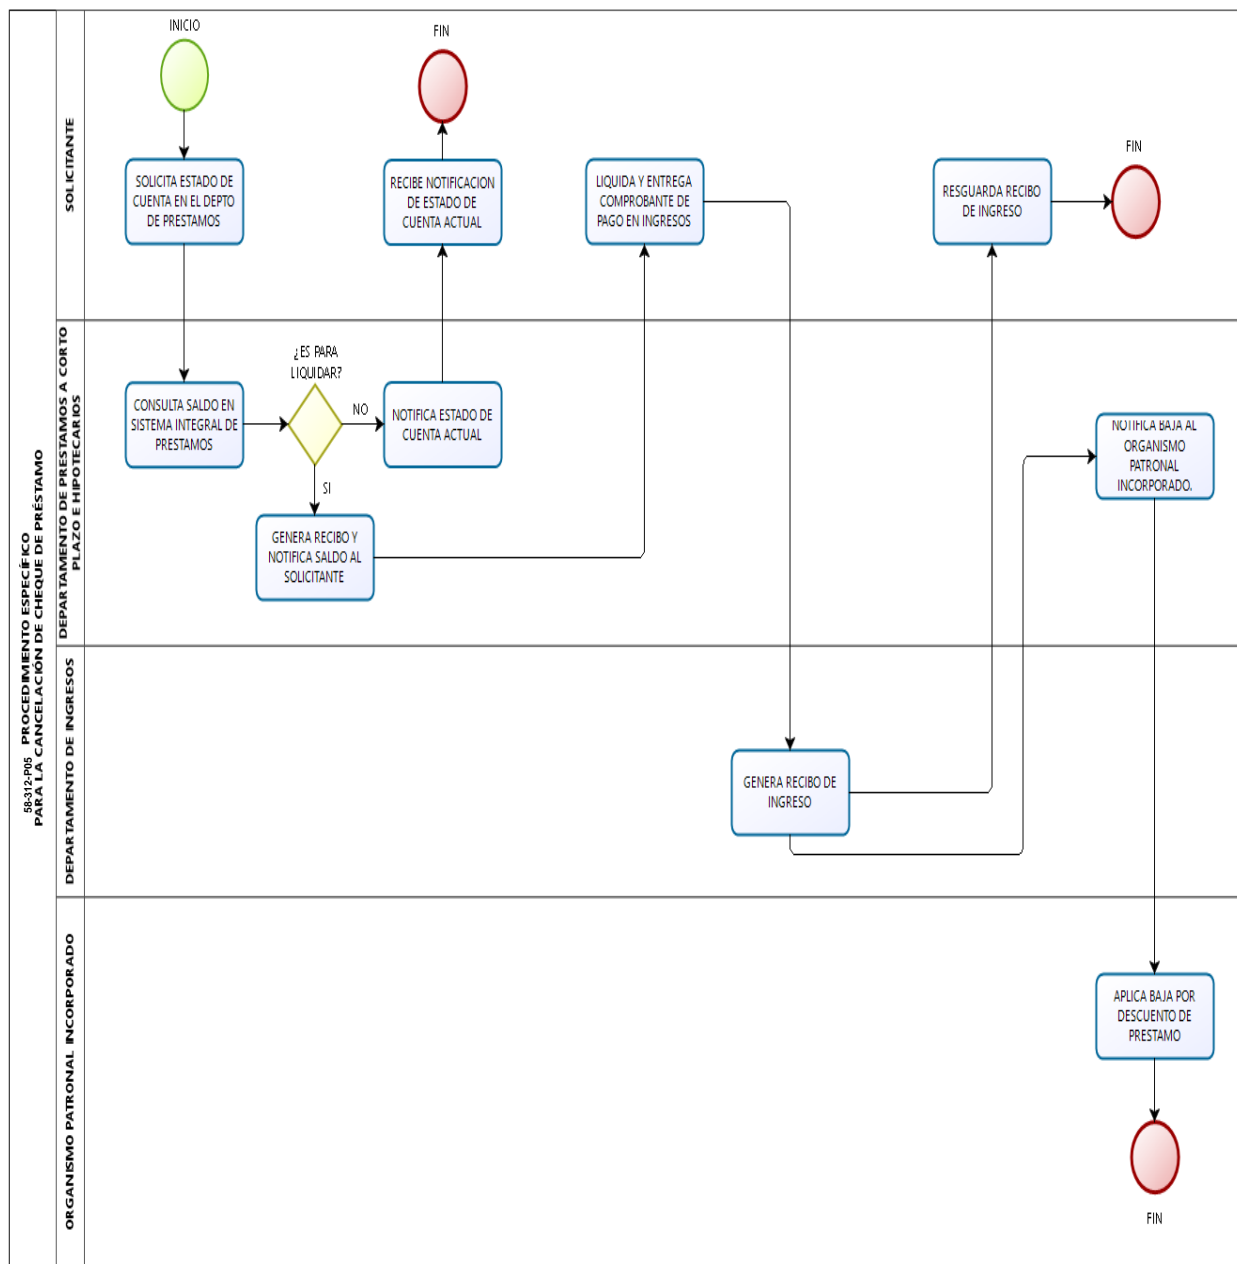 58-312-P05 PROCEDIMIENTO ESPECÍFICO
PARA LA CANCELACIÓN DE CHEQUE DE PRÉSTAMO
SOLICITANTE
INICIO
SOLICITA ESTADO DE
CUENTA EN EL DEPTO
DE PRESTAMOS
FIN
RECIBE NOTIFICACION
DE ESTADO DE
CUENTA ACTUAL
LIQUIDA Y ENTREGA
COMPROBANTE DE
PAGO EN INGRESOS
RESGUARDA RECIBO
DE INGRESO
FIN
DEPARTAMENTO DE PRESTAMOS A CORTO
PLAZO E HIPOTECARIOS
CONSULTA SALDO EN
SISTEMA INTEGRAL DE
PRESTAMOS
¿ES PARA
LIQUIDAR?
NO
NOTIFICA ESTADO DE
CUENTA ACTUAL
SI
GENERA RECIBO Y
NOTIFICA SALDO AL
SOLICITANTE
NOTIFICA BAJA AL
ORGANISMO
PATRONAL
INCORPORADO.
DEPARTAMENTO DE INGRESOS
GENERA RECIBO DE
INGRESO
ORGANISMO PATRONAL INCORPORADO
APLICA BAJA POR
DESCUENTO DE
PRESTAMO
FIN